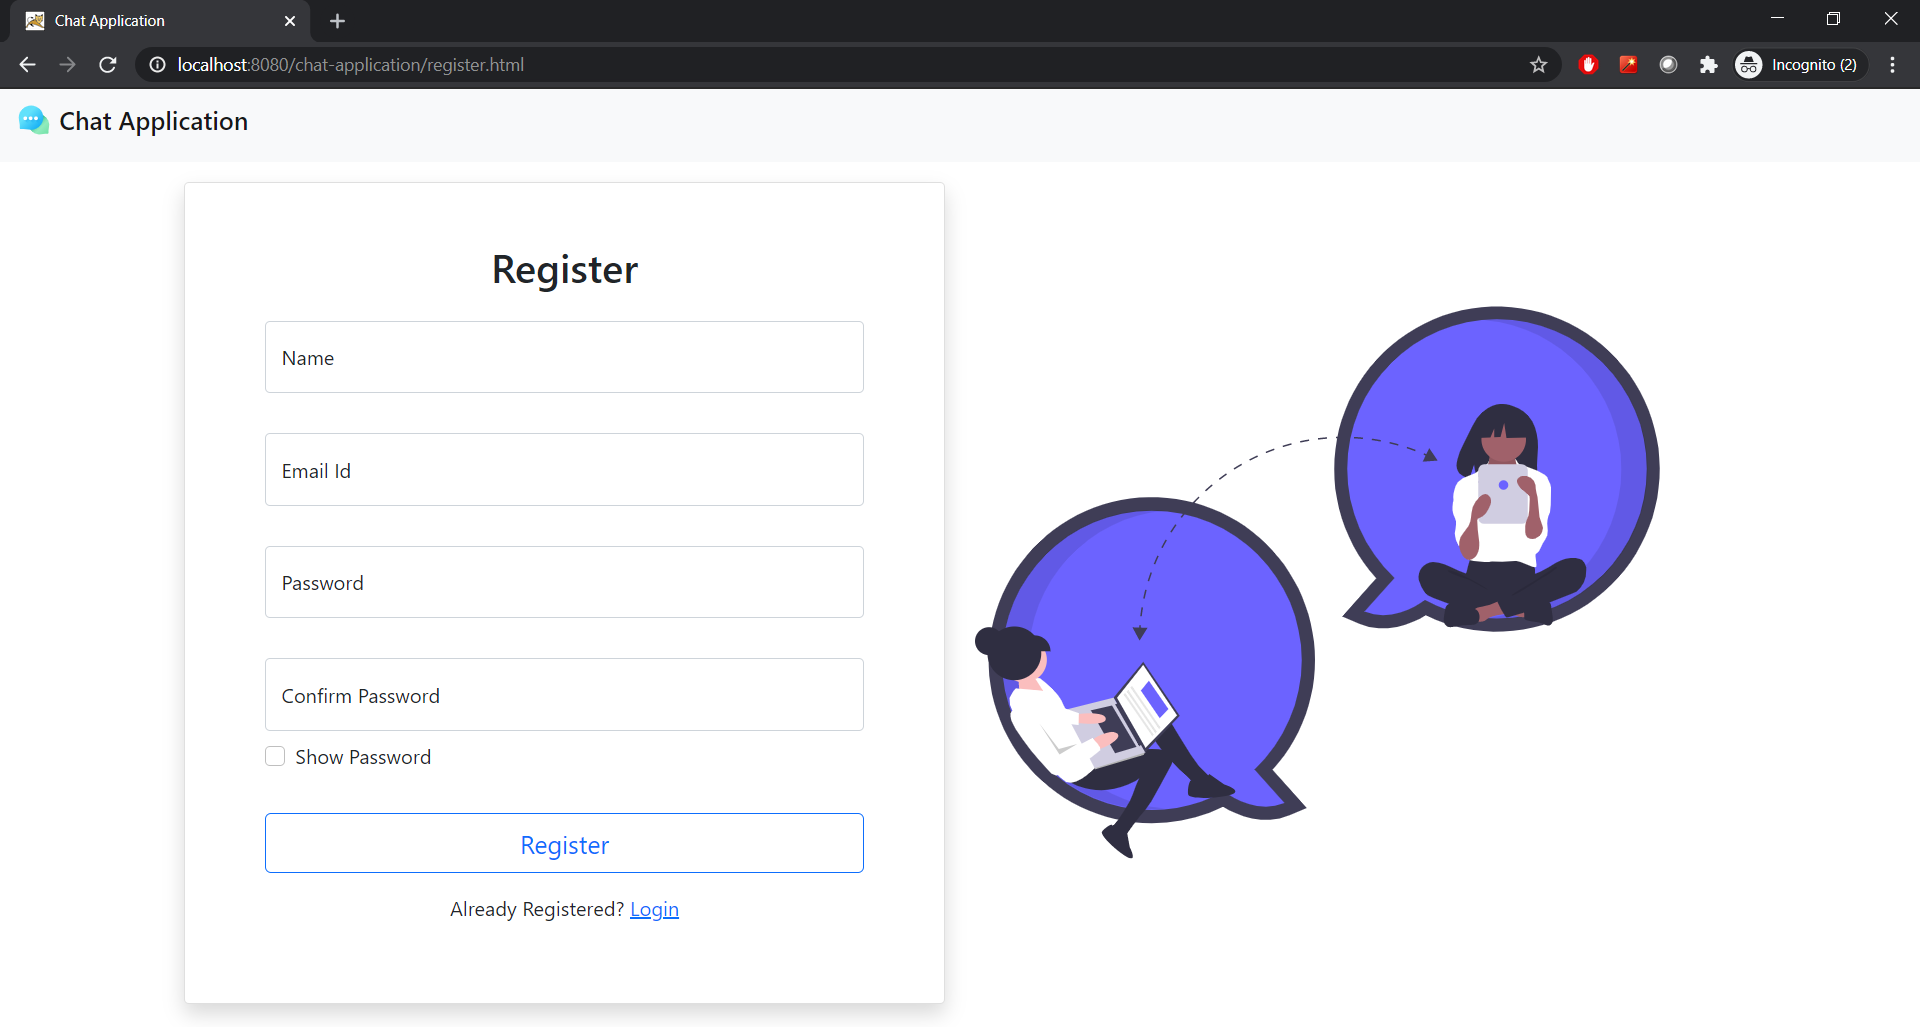 Chat Application
localhost:8080/chat-application/register.html
Incognito (2)
Chat Application
Register
Name
Email Id
Password
Confirm Password
Show Password
Register
Already Registered? Login